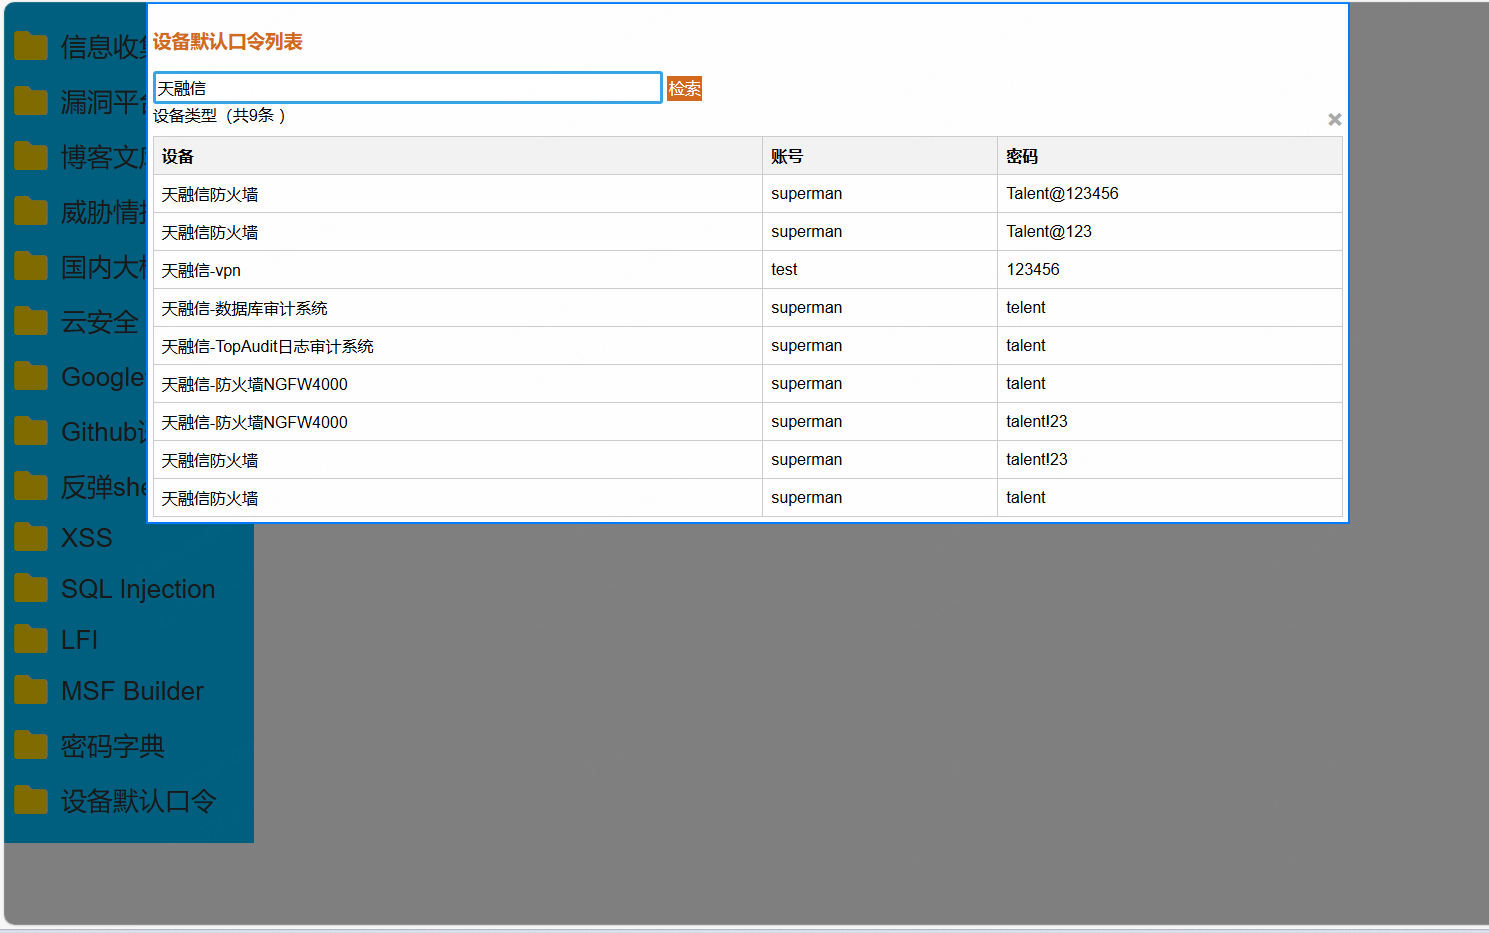 设备默认口令列表
天融信 检索
设备类型（共9条 ）
设备 账号 密码
天融信防火墙 superman Talent@123456
天融信防火墙 superman Talent@123
天融信-vpn test 123456
天融信-数据库审计系统 superman telent
天融信-TopAudit日志审计系统 superman talent
天融信-防火墙NGFW4000 superman talent
天融信-防火墙NGFW4000 superman talent!23
天融信防火墙 superman talent!23
天融信防火墙 superman talent
信息收
漏洞平
博客文
威胁情
国内大
云安全
Google
Github
反弹she
XSS
SQL Injection
LFI
MSF Builder
密码字典
设备默认口令